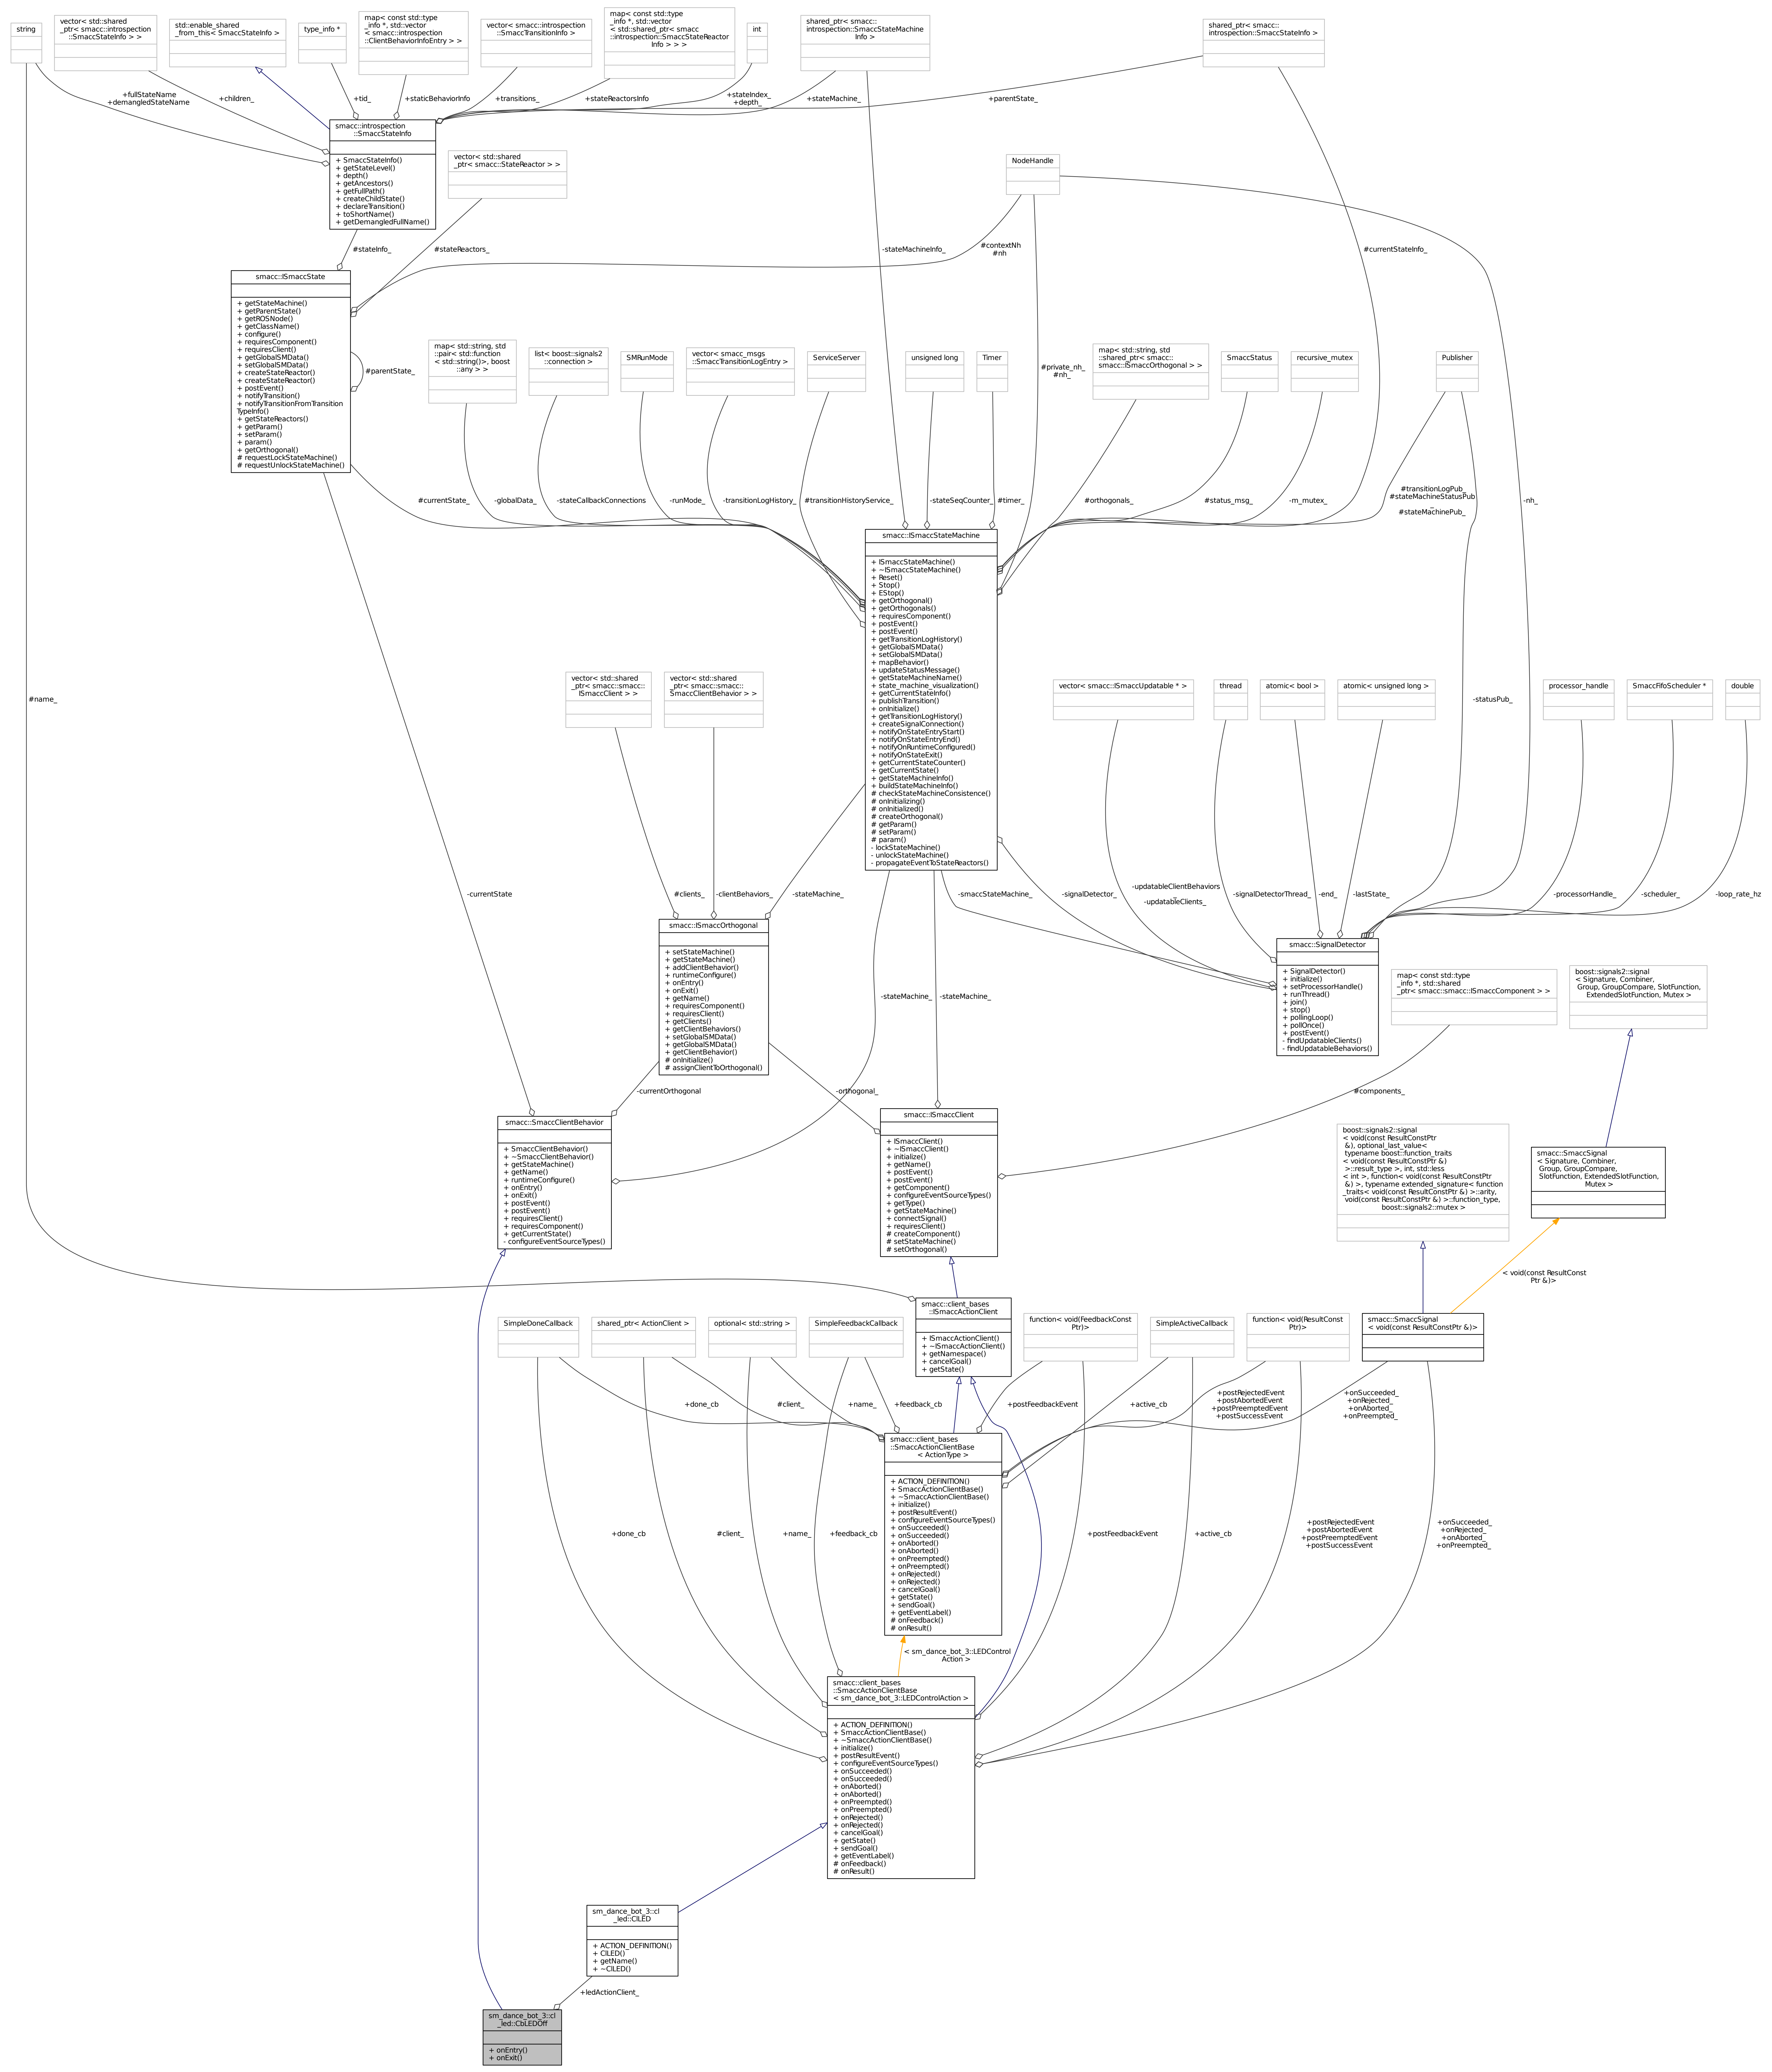 string
vector< std::shared
_ptr< smacc::introspection
::SmaccStateInfo > >
std::enable_shared
_from_this< SmaccStateInfo >
type_info *
map< const std::type
_info *, std::vector
< smacc::introspection
::ClientBehaviorInfoEntry > >
vector< smacc::introspection
::SmaccTransitionInfo >
map< const std::type
_info *, std::vector
< std::shared_ptr< smacc
::introspection::SmaccStateReactor
Info > > >
int
shared_ptr< smacc::
introspection::SmaccStateMachine
Info >
shared_ptr< smacc::
introspection::SmaccStateInfo >
+fullStateName
+demangledStateName
+children_
+tid_
+staticBehaviorInfo
+transitions_
+stateReactorsInfo
+stateIndex_
+depth_
+stateMachine_
+parentState_
smacc::introspection
::SmaccStateInfo
+ SmaccStateInfo()
+ getStateLevel()
+ depth()
+ getAncestors()
+ getFullPath()
+ createChildState()
+ declareTransition()
+ toShortName()
+ getDemangledFullName()
vector< std::shared
_ptr< smacc::StateReactor > >
NodeHandle
#stateInfo_
#stateReactors_
#contextNh
#nh
-stateMachineInfo_
#currentStateInfo_
smacc::ISmaccState
+ getStateMachine()
+ getParentState()
+ getROSNode()
+ getClassName()
+ configure()
+ requiresComponent()
+ requiresClient()
+ getGlobalSMData()
+ setGlobalSMData()
+ createStateReactor()
+ createStateReactor()
+ postEvent()
+ notifyTransition()
+ notifyTransitionFromTransition
TypeInfo()
+ getStateReactors()
+ getParam()
+ setParam()
+ param()
+ getOrthogonal()
# requestLockStateMachine()
# requestUnlockStateMachine()
#parentState_
map< std::string, std
::pair< std::function
< std::string()>, boost
::any > >
list< boost::signals2
::connection >
SMRunMode
vector< smacc_msgs
::SmaccTransitionLogEntry >
ServiceServer
unsigned long
Timer
#private_nh_
#nh_
map< std::string, std
::shared_ptr< smacc::
smacc::ISmaccOrthogonal > >
SmaccStatus
recursive_mutex
Publisher
#currentState_
-globalData_
-stateCallbackConnections
-runMode_
-transitionLogHistory_
#transitionHistoryService_
-stateSeqCounter_
#timer_
#orthogonals_
#status_msg_
-m_mutex_
#transitionLogPub_
#stateMachineStatusPub
_
#stateMachinePub_
-nh_
smacc::ISmaccStateMachine
+ ISmaccStateMachine()
+ ~ISmaccStateMachine()
+ Reset()
+ Stop()
+ EStop()
+ getOrthogonal()
+ getOrthogonals()
+ requiresComponent()
+ postEvent()
+ postEvent()
+ getTransitionLogHistory()
+ getGlobalSMData()
+ setGlobalSMData()
+ mapBehavior()
+ updateStatusMessage()
+ getStateMachineName()
+ state_machine_visualization()
+ getCurrentStateInfo()
+ publishTransition()
+ onInitialize()
+ getTransitionLogHistory()
+ createSignalConnection()
+ notifyOnStateEntryStart()
+ notifyOnStateEntryEnd()
+ notifyOnRuntimeConfigured()
+ notifyOnStateExit()
+ getCurrentStateCounter()
+ getCurrentState()
+ getStateMachineInfo()
+ buildStateMachineInfo()
# checkStateMachineConsistence()
# onInitializing()
# onInitialized()
# createOrthogonal()
# getParam()
# setParam()
# param()
- lockStateMachine()
- unlockStateMachine()
- propagateEventToStateReactors()
#name_
vector< std::shared
_ptr< smacc::smacc::
ISmaccClient > >
vector< std::shared
_ptr< smacc::smacc::
SmaccClientBehavior > >
vector< smacc::ISmaccUpdatable * >
thread
atomic< bool >
atomic< unsigned long >
-statusPub_
processor_handle
SmaccFifoScheduler *
double
-currentState
#clients_
-clientBehaviors_
-stateMachine_
-smaccStateMachine_
-signalDetector_
-updatableClientBehaviors
_
-updatableClients_
-signalDetectorThread_
-end_
-lastState_
-processorHandle_
-scheduler_
-loop_rate_hz
smacc::ISmaccOrthogonal
+ setStateMachine()
+ getStateMachine()
+ addClientBehavior()
+ runtimeConfigure()
+ onEntry()
+ onExit()
+ getName()
+ requiresComponent()
+ requiresClient()
+ getClients()
+ getClientBehaviors()
+ setGlobalSMData()
+ getGlobalSMData()
+ getClientBehavior()
# onInitialize()
# assignClientToOrthogonal()
-stateMachine_
-stateMachine_
smacc::SignalDetector
+ SignalDetector()
+ initialize()
+ setProcessorHandle()
+ runThread()
+ join()
+ stop()
+ pollingLoop()
+ pollOnce()
+ postEvent()
- findUpdatableClients()
- findUpdatableBehaviors()
map< const std::type
_info *, std::shared
_ptr< smacc::smacc::ISmaccComponent > >
boost::signals2::signal
< Signature, Combiner,
Group, GroupCompare, SlotFunction,
ExtendedSlotFunction, Mutex >
-currentOrthogonal
-orthogonal_
#components_
smacc::SmaccClientBehavior
+ SmaccClientBehavior()
+ ~SmaccClientBehavior()
+ getStateMachine()
+ getName()
+ runtimeConfigure()
+ onEntry()
+ onExit()
+ postEvent()
+ postEvent()
+ requiresClient()
+ requiresComponent()
+ getCurrentState()
- configureEventSourceTypes()
smacc::ISmaccClient
+ ISmaccClient()
+ ~ISmaccClient()
+ initialize()
+ getName()
+ postEvent()
+ postEvent()
+ getComponent()
+ configureEventSourceTypes()
+ getType()
+ getStateMachine()
+ connectSignal()
+ requiresClient()
# createComponent()
# setStateMachine()
# setOrthogonal()
boost::signals2::signal
< void(const ResultConstPtr
&), optional_last_value<
typename boost::function_traits
< void(const ResultConstPtr &)
>::result_type >, int, std::less
< int >, function< void(const ResultConstPtr
&) >, typename extended_signature< function
_traits< void(const ResultConstPtr &) >::arity,
void(const ResultConstPtr &) >::function_type,
boost::signals2::mutex >
smacc::SmaccSignal
< Signature, Combiner,
Group, GroupCompare,
SlotFunction, ExtendedSlotFunction,
Mutex >
< void(const ResultConst
Ptr &)>
smacc::client_bases
::ISmaccActionClient
+ ISmaccActionClient()
+ ~ISmaccActionClient()
+ getNamespace()
+ cancelGoal()
+ getState()
SimpleDoneCallback
shared_ptr< ActionClient >
optional< std::string >
SimpleFeedbackCallback
function< void(FeedbackConst
Ptr)>
SimpleActiveCallback
function< void(ResultConst
Ptr)>
smacc::SmaccSignal
< void(const ResultConstPtr &)>
+done_cb
#client_
+name_
+feedback_cb
+postFeedbackEvent
+active_cb
+postRejectedEvent
+postAbortedEvent
+postPreemptedEvent
+postSuccessEvent
+onSucceeded_
+onRejected_
+onAborted_
+onPreempted_
smacc::client_bases
::SmaccActionClientBase
< ActionType >
+ ACTION_DEFINITION()
+ SmaccActionClientBase()
+ ~SmaccActionClientBase()
+ initialize()
+ postResultEvent()
+ configureEventSourceTypes()
+ onSucceeded()
+ onSucceeded()
+ onAborted()
+ onAborted()
+ onPreempted()
+ onPreempted()
+ onRejected()
+ onRejected()
+ cancelGoal()
+ getState()
+ sendGoal()
+ getEventLabel()
# onFeedback()
# onResult()
+done_cb
#client_
+name_
+feedback_cb
+postFeedbackEvent
+active_cb
+postRejectedEvent
+postAbortedEvent
+postPreemptedEvent
+postSuccessEvent
+onSucceeded_
+onRejected_
+onAborted_
+onPreempted_
< sm_dance_bot_3::LEDControl
Action >
smacc::client_bases
::SmaccActionClientBase
< sm_dance_bot_3::LEDControlAction >
+ ACTION_DEFINITION()
+ SmaccActionClientBase()
+ ~SmaccActionClientBase()
+ initialize()
+ postResultEvent()
+ configureEventSourceTypes()
+ onSucceeded()
+ onSucceeded()
+ onAborted()
+ onAborted()
+ onPreempted()
+ onPreempted()
+ onRejected()
+ onRejected()
+ cancelGoal()
+ getState()
+ sendGoal()
+ getEventLabel()
# onFeedback()
# onResult()
sm_dance_bot_3::cl
_led::ClLED
+ ACTION_DEFINITION()
+ ClLED()
+ getName()
+ ~ClLED()
+ledActionClient_
sm_dance_bot_3::cl
_led::CbLEDOff
+ onEntry()
+ onExit()